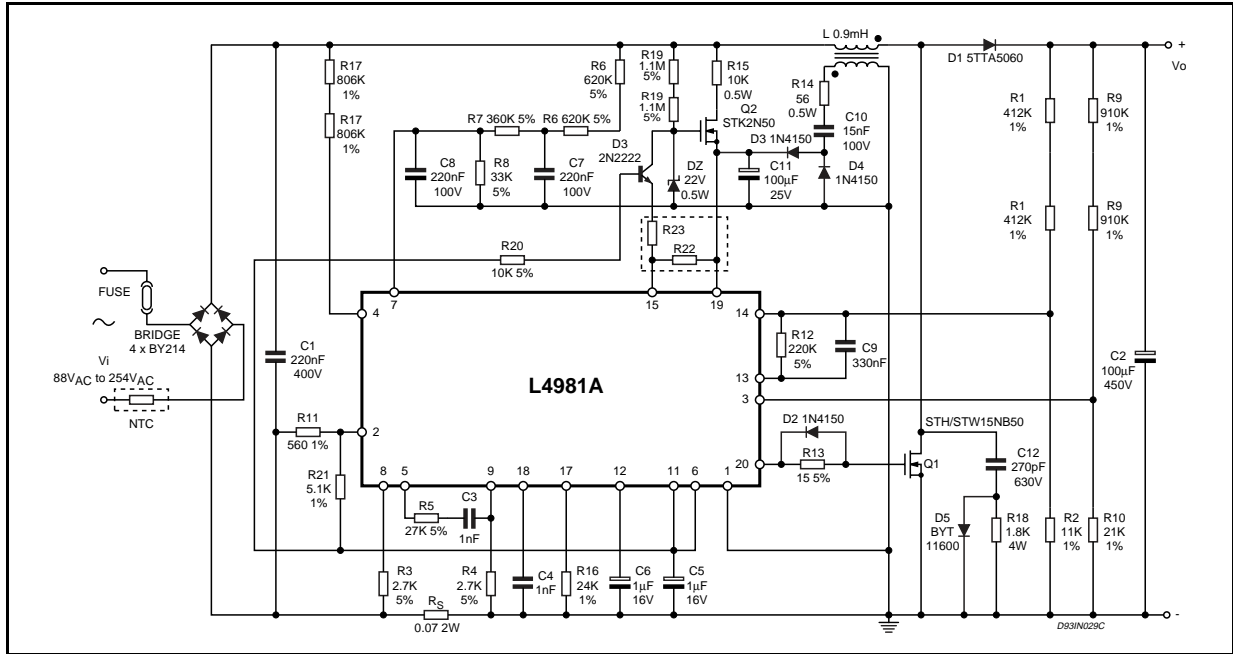 L 0.9mH
D1 5TTA5060
+
Vo
R17
806K
1%
R17
806K
1%
R6
620K
5%
R19
1.1M
5%
R19
1.1M
5%
R15
10K
0.5W
Q2
STK2N50
R14
56
0.5W
C10
15nF
100V
R1
412K
1%
R9
910K
1%
R7 360K 5%
R6 620K 5%
D3
2N2222
D3 1N4150
C8
220nF
100V
R8
33K
5%
C7
220nF
100V
DZ
22V
0.5W
C11
100µF
25V
D4
1N4150
R1
412K
1%
R9
910K
1%
R23
R22
R20
10K 5%
FUSE
BRIDGE
4 x BY214
Vi
88VAC to 254VAC
NTC
C1
220nF
400V
7
15
19
4
14
L4981A
R12
220K
5%
C9
330nF
13
3
C2
100µF
450V
R11
560 1%
2
D2 1N4150
R13
15 5%
20
STH/STW15NB50
Q1
C12
270pF
630V
R21
5.1K
1%
8
5
9
18
17
12
11
6
1
R5
27K 5%
C3
1nF
D5
BYT
11600
R18
1.8K
4W
R2
11K
1%
R10
21K
1%
R3
2.7K
5%
R4
2.7K
5%
C4
1nF
R16
24K
1%
C6
1µF
16V
C5
1µF
16V
RS
0.07 2W
-
D93IN029C